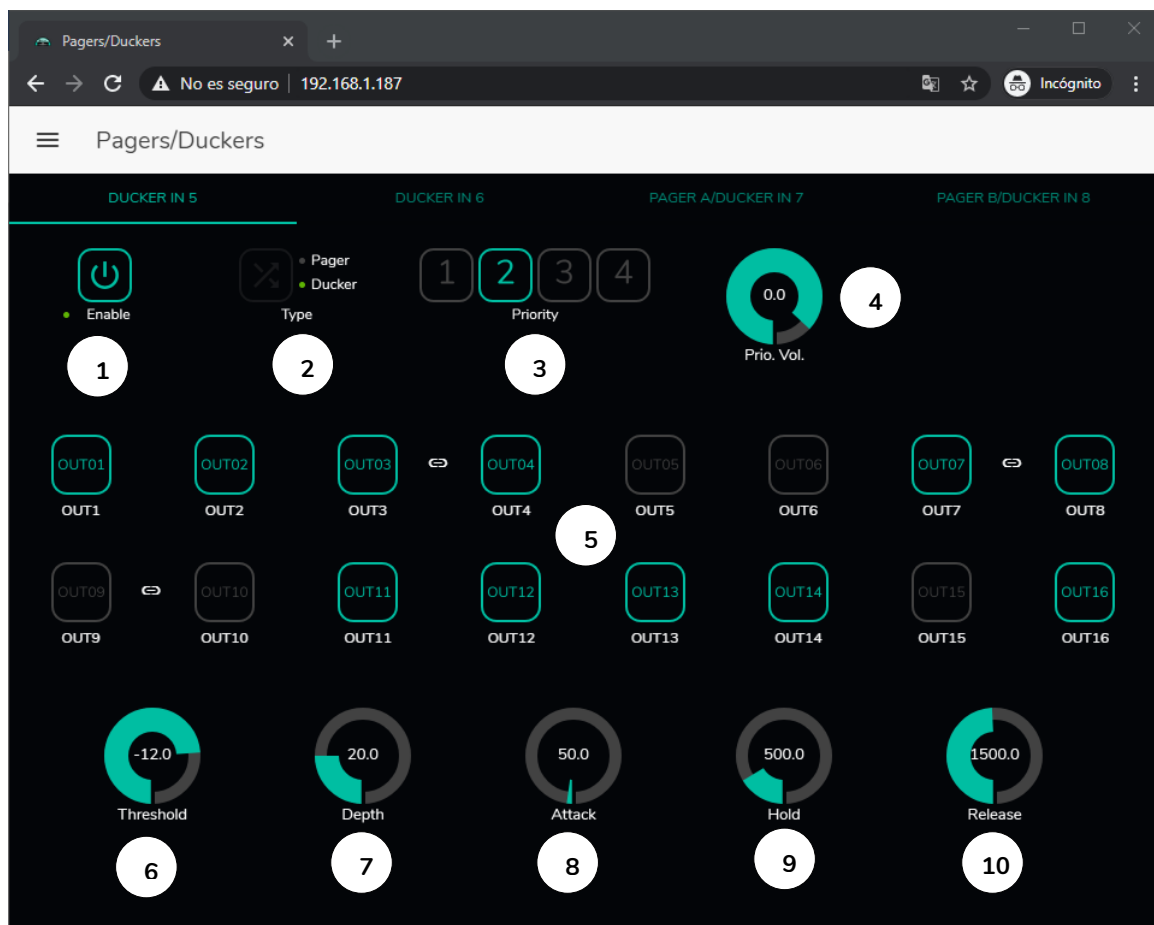 Pagers/Duckers
No es seguro | 192.168.1.187
Incógnito
Pagers/Duckers
DUCKER IN 5 DUCKER IN 6 PAGER A/DUCKER IN 7 PAGER B/DUCKER IN 8
Pager
Ducker
1 2 3 4
0.0
4
Enable Type Priority
Prio. Vol.
1 2 3
OUT01 OUT02 OUT03 OUT04 OUT05 OUT06 OUT07 OUT08
OUT1 OUT2 OUT3 OUT4 OUT5 OUT6 OUT7 OUT8
5
OUT09 OUT10 OUT11 OUT12 OUT13 OUT14 OUT15 OUT16
OUT9 OUT10 OUT11 OUT12 OUT13 OUT14 OUT15 OUT16
-12.0 20.0 50.0 500.0 1500.0
Threshold Depth Attack Hold Release
6 7 8 9 10